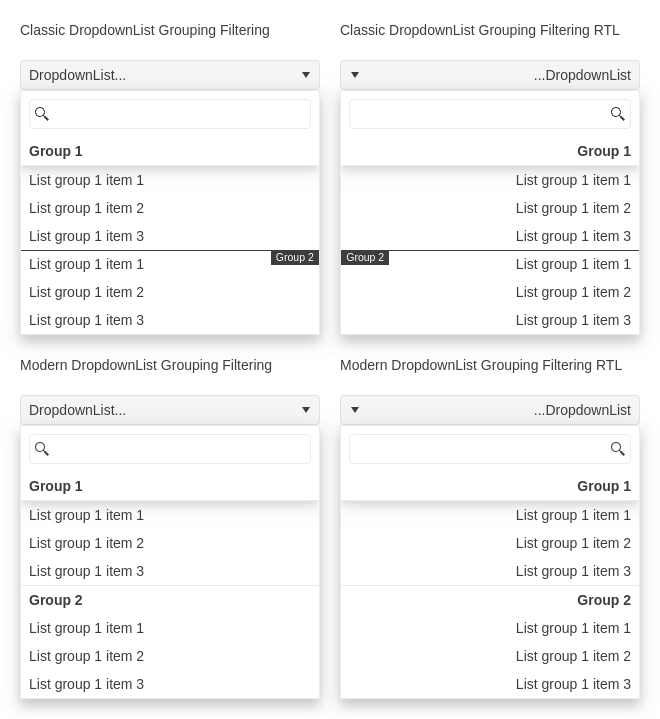 Classic DropdownList Grouping Filtering
DropdownList...
Group 1
List group 1 item 1
List group 1 item 2
List group 1 item 3
Group 2
List group 1 item 1
List group 1 item 2
List group 1 item 3
Classic DropdownList Grouping Filtering RTL
...DropdownList
Group 1
List group 1 item 1
List group 1 item 2
List group 1 item 3
Group 2
List group 1 item 1
List group 1 item 2
List group 1 item 3
Modern DropdownList Grouping Filtering
DropdownList...
Group 1
List group 1 item 1
List group 1 item 2
List group 1 item 3
Group 2
List group 1 item 1
List group 1 item 2
List group 1 item 3
Modern DropdownList Grouping Filtering RTL
...DropdownList
Group 1
List group 1 item 1
List group 1 item 2
List group 1 item 3
Group 2
List group 1 item 1
List group 1 item 2
List group 1 item 3